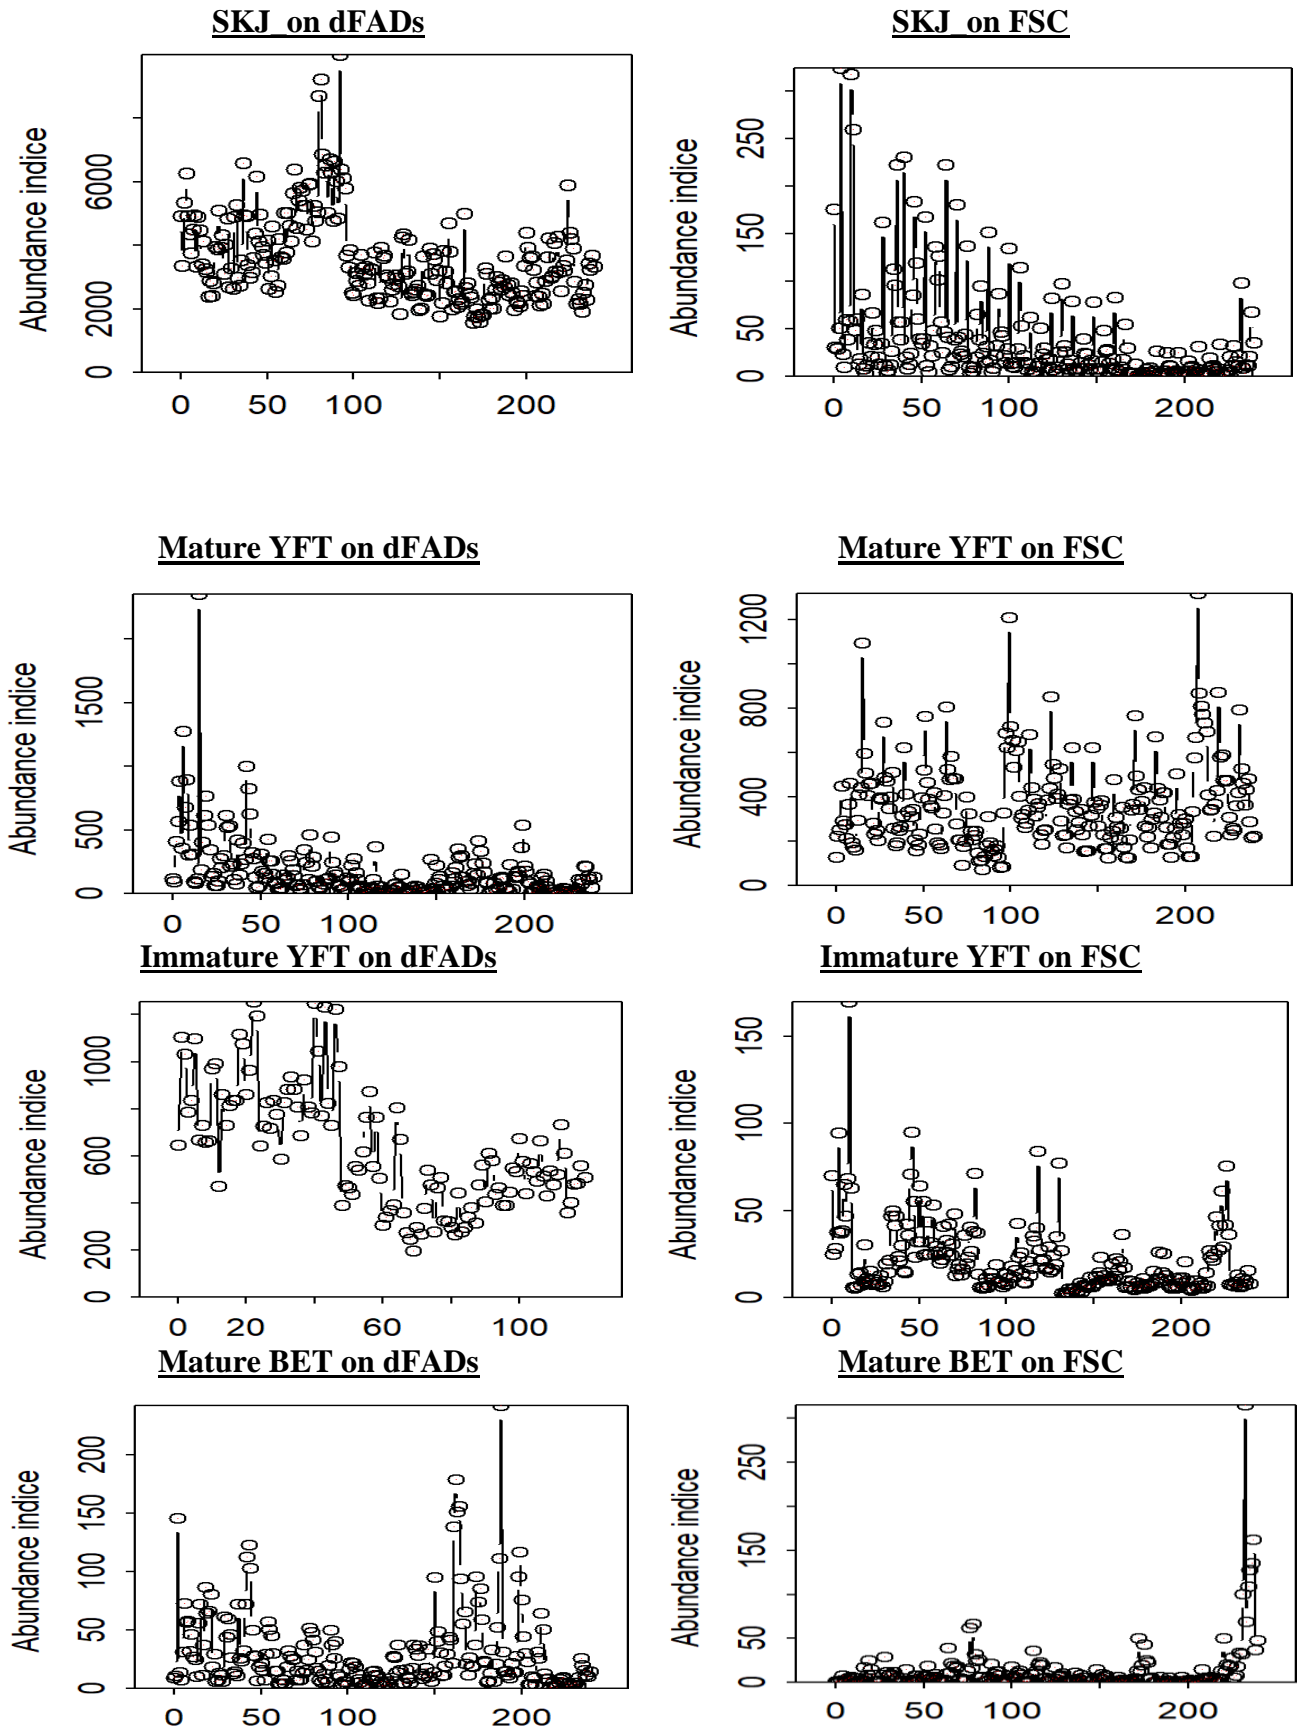 SKJ_on dFADs
Abundance indice
6000
2000
0
0 50 100 200
SKJ_on FSC
Abundance indice
250
150
50
0
0 50 100 200
Mature YFT on dFADs
Abundance indice
1500
500
0
0 50 100 200
Mature YFT on FSC
Abundance indice
1200
800
400
0
0 50 100 200
Immature YFT on dFADs
Abundance indice
1000
600
200
0
0 20 60 100
Immature YFT on FSC
Abundance indice
150
100
50
0
0 50 100 200
Mature BET on dFADs
Abundance indice
200
150
100
50
0
0 50 100 200
Mature BET on FSC
Abundance indice
250
150
50
0
0 50 100 200